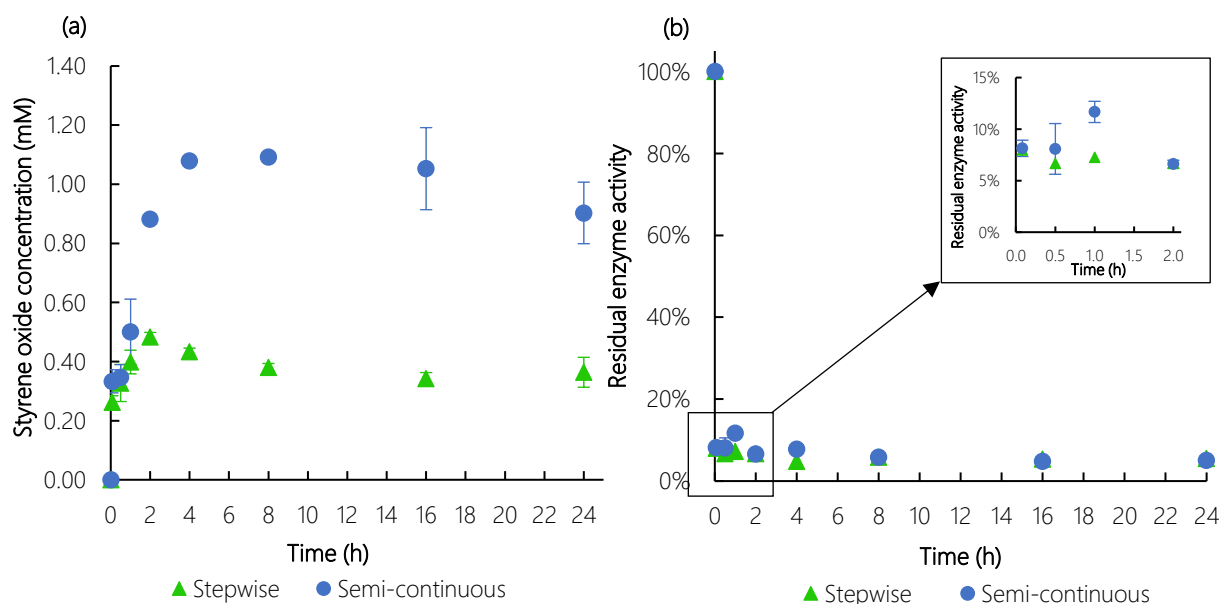 (a)
Styrene oxide concentration (mM)
1.40
1.20
1.00
0.80
0.60
0.40
0.20
0.00
0 2 4 6 8 10 12 14 16 18 20 22 24
Time (h)
Stepwise Semi-continuous
(b)
Residual enzyme activity
100%
80%
60%
40%
20%
0%
0 2 4 6 8 10 12 14 16 18 20 22 24
Time (h)
Stepwise Semi-continuous
Residual enzyme activity
15%
10%
5%
0%
0.0 0.5 1.0 1.5 2.0
Time (h)